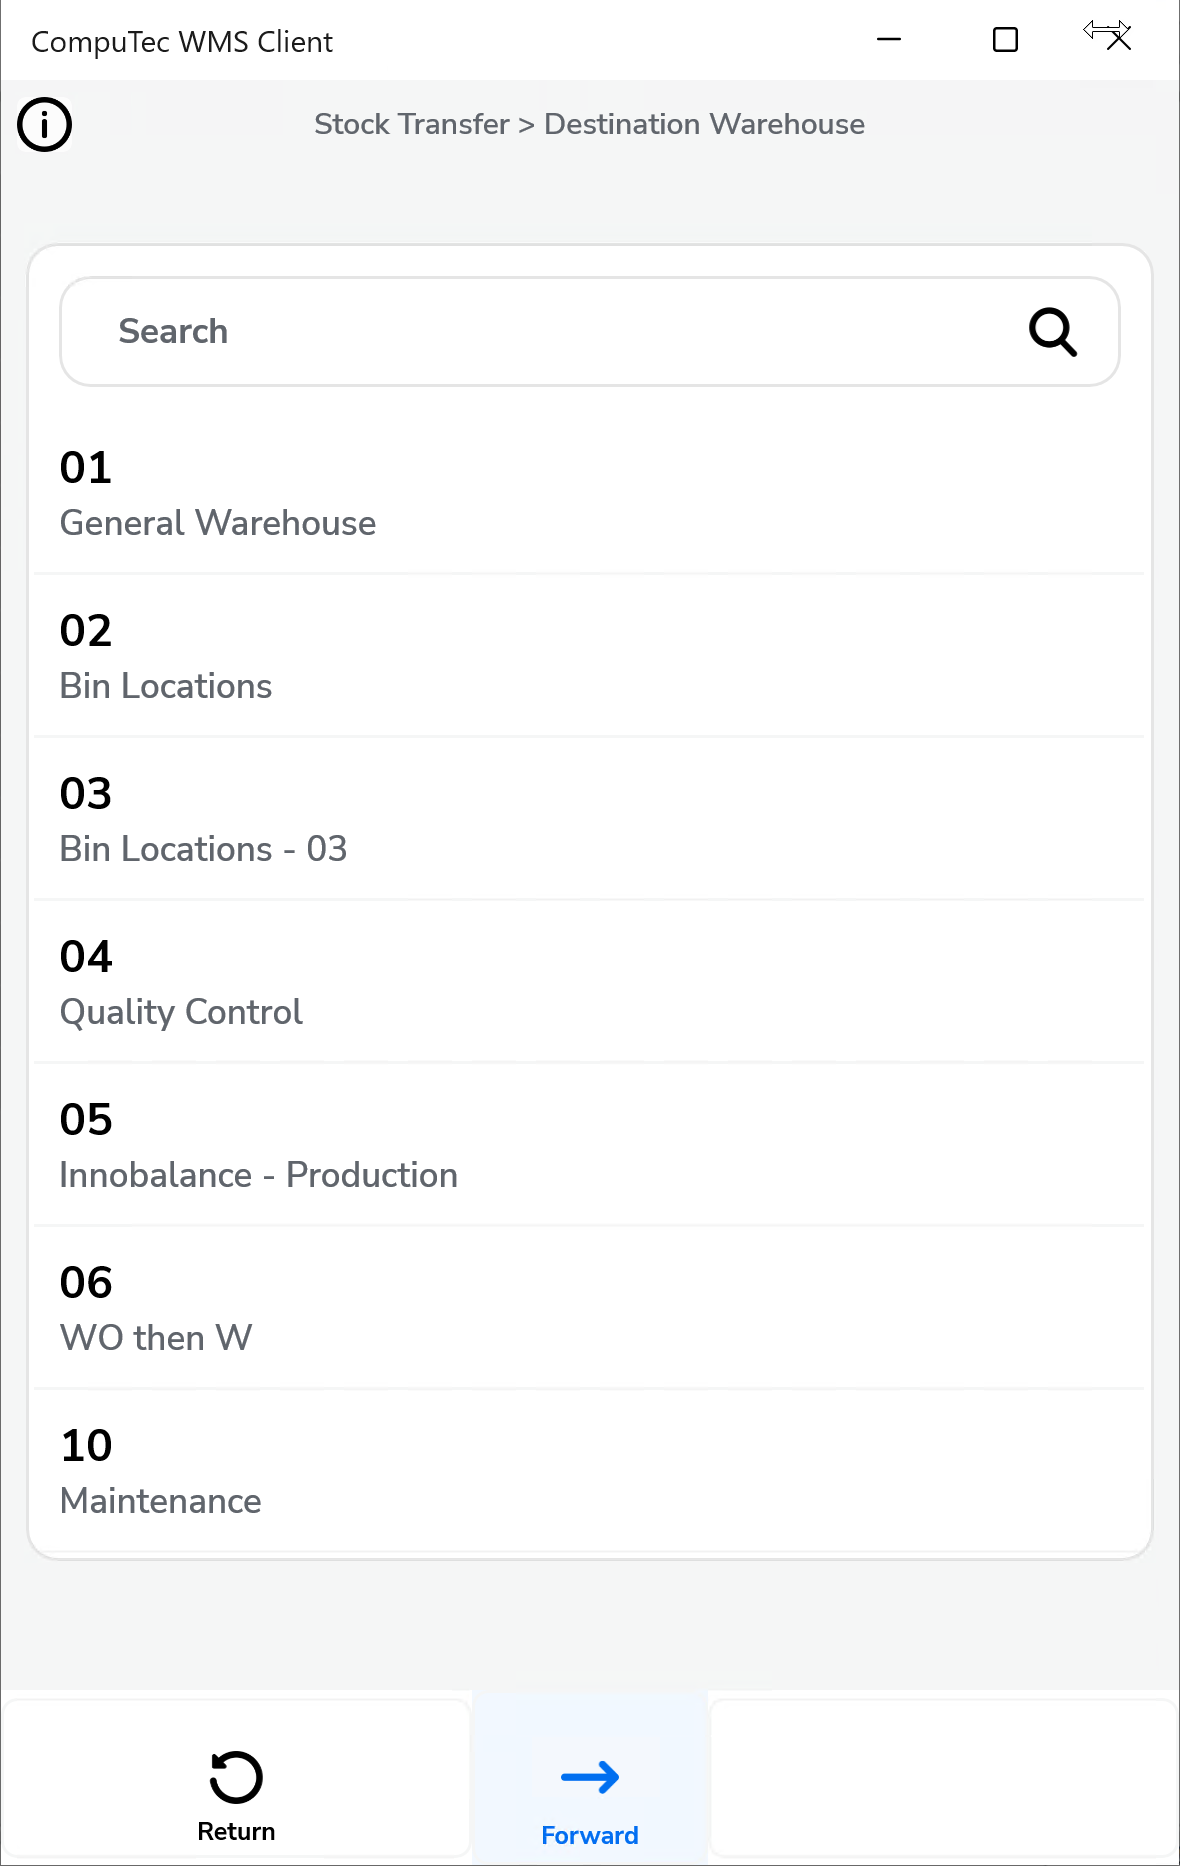 CompuTec WMS Client
Stock Transfer > Destination Warehouse
Search
01
General Warehouse
02
Bin Locations
03
Bin Locations - 03
04
Quality Control
05
Innobalance - Production
06
WO then W
10
Maintenance
Return
Forward